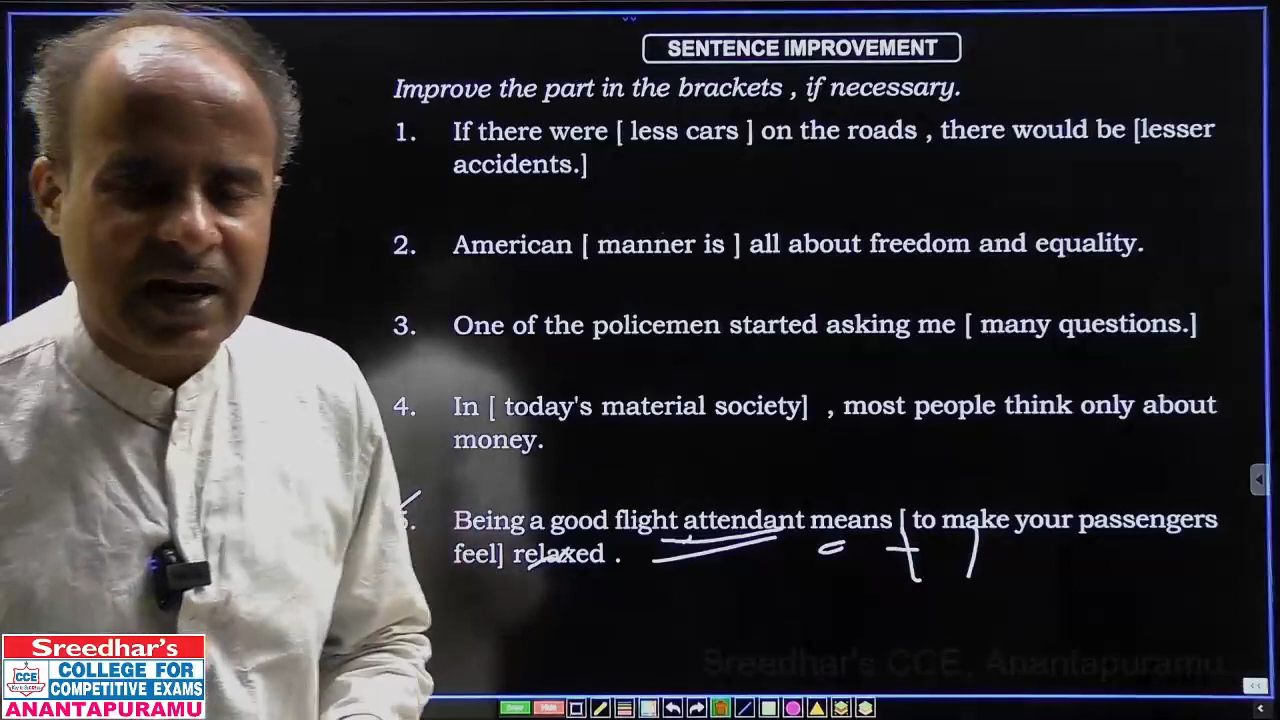 SENTENCE IMPROVEMENT
Improve the part in the brackets , if necessary.
1. If there were [ less cars ] on the roads , there would be [lesser
accidents.]
2. American [ manner is ] all about freedom and equality.
3. One of the policemen started asking me [ many questions.]
4. In [ today's material society] , most people think only about
money.
5. Being a good flight attendant means [ to make your passengers
feel] relaxed .
Sreedhar's CCE, Anantapuramu
Sreedhar's
CCE
COLLEGE FOR
COMPETITIVE EXAMS
ANANTAPURAMU